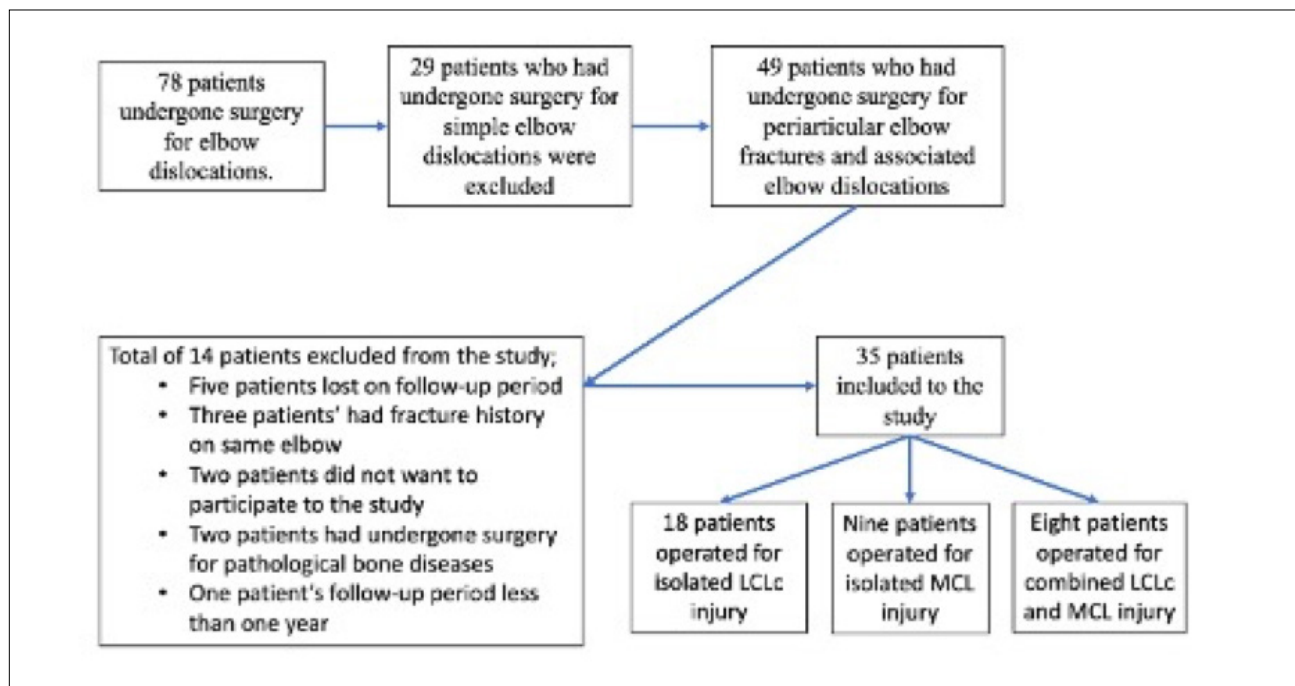 78 patients
undergone surgery
for elbow
dislocations.
29 patients who had
undergone surgery for
simple elbow
dislocations were
excluded
49 patients who had
undergone surgery for
periarticular elbow
fractures and associated
elbow dislocations
Total of 14 patients excluded from the study;
• Five patients lost on follow-up period
• Three patients' had fracture history
on same elbow
• Two patients did not want to
participate to the study
• Two patients had undergone surgery
for pathological bone diseases
• One patient's follow-up period less
than one year
35 patients
included to the
study
18 patients
operated for
isolated LCLc
injury
Nine patients
operated for
isolated MCL
injury
Eight patients
operated for
combined LCLc
and MCL injury